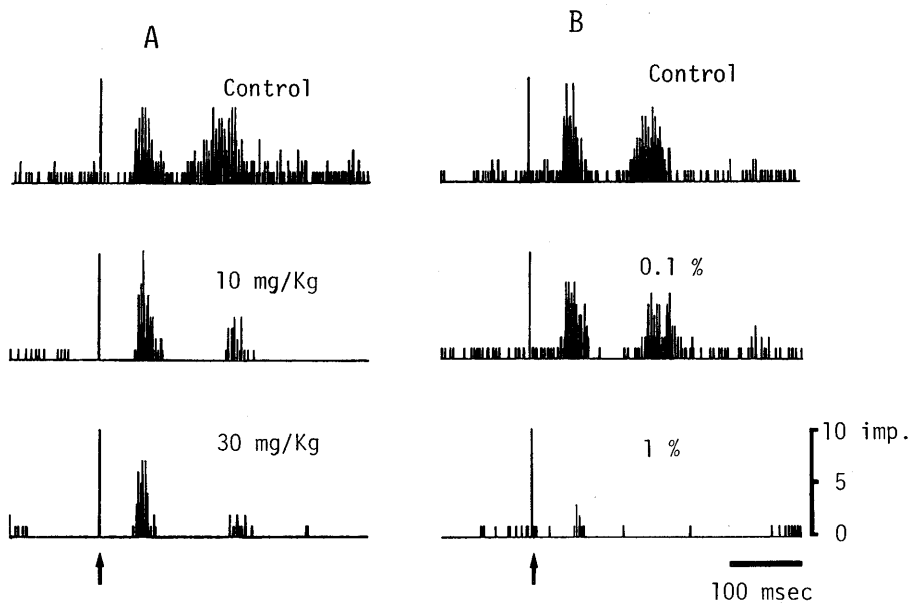 A
B
Control
Control
10 mg/Kg
0.1 %
30 mg/Kg
1 %
10 imp.
5
0
100 msec